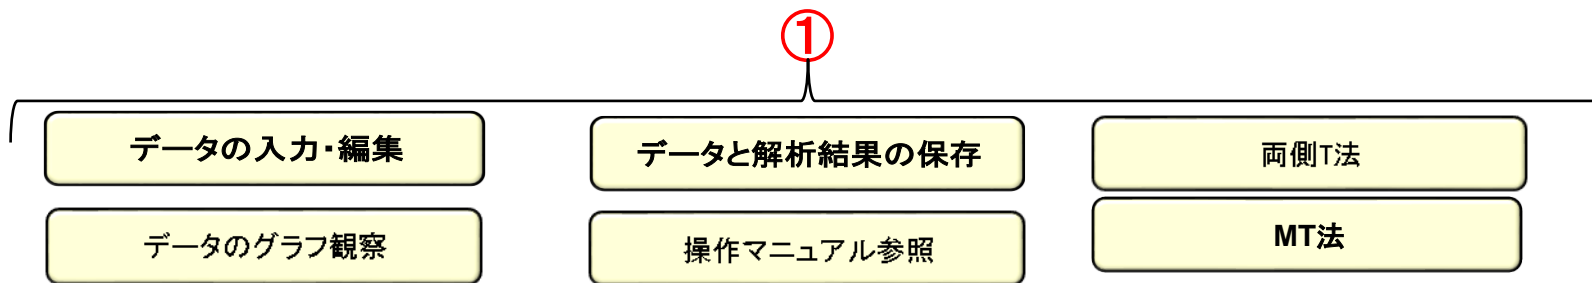 ①
データの入力・編集
データと解析結果の保存
両側T法
データのグラフ観察
操作マニュアル参照
MT法